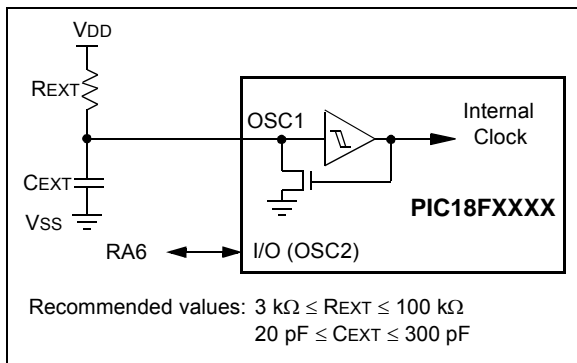 VDD
REXT
OSC1
Internal
Clock
CEXT
PIC18FXXXX
VSS
RA6
I/O (OSC2)
Recommended values: 3 kΩ ≤ REXT ≤ 100 kΩ
20 pF ≤ CEXT ≤ 300 pF